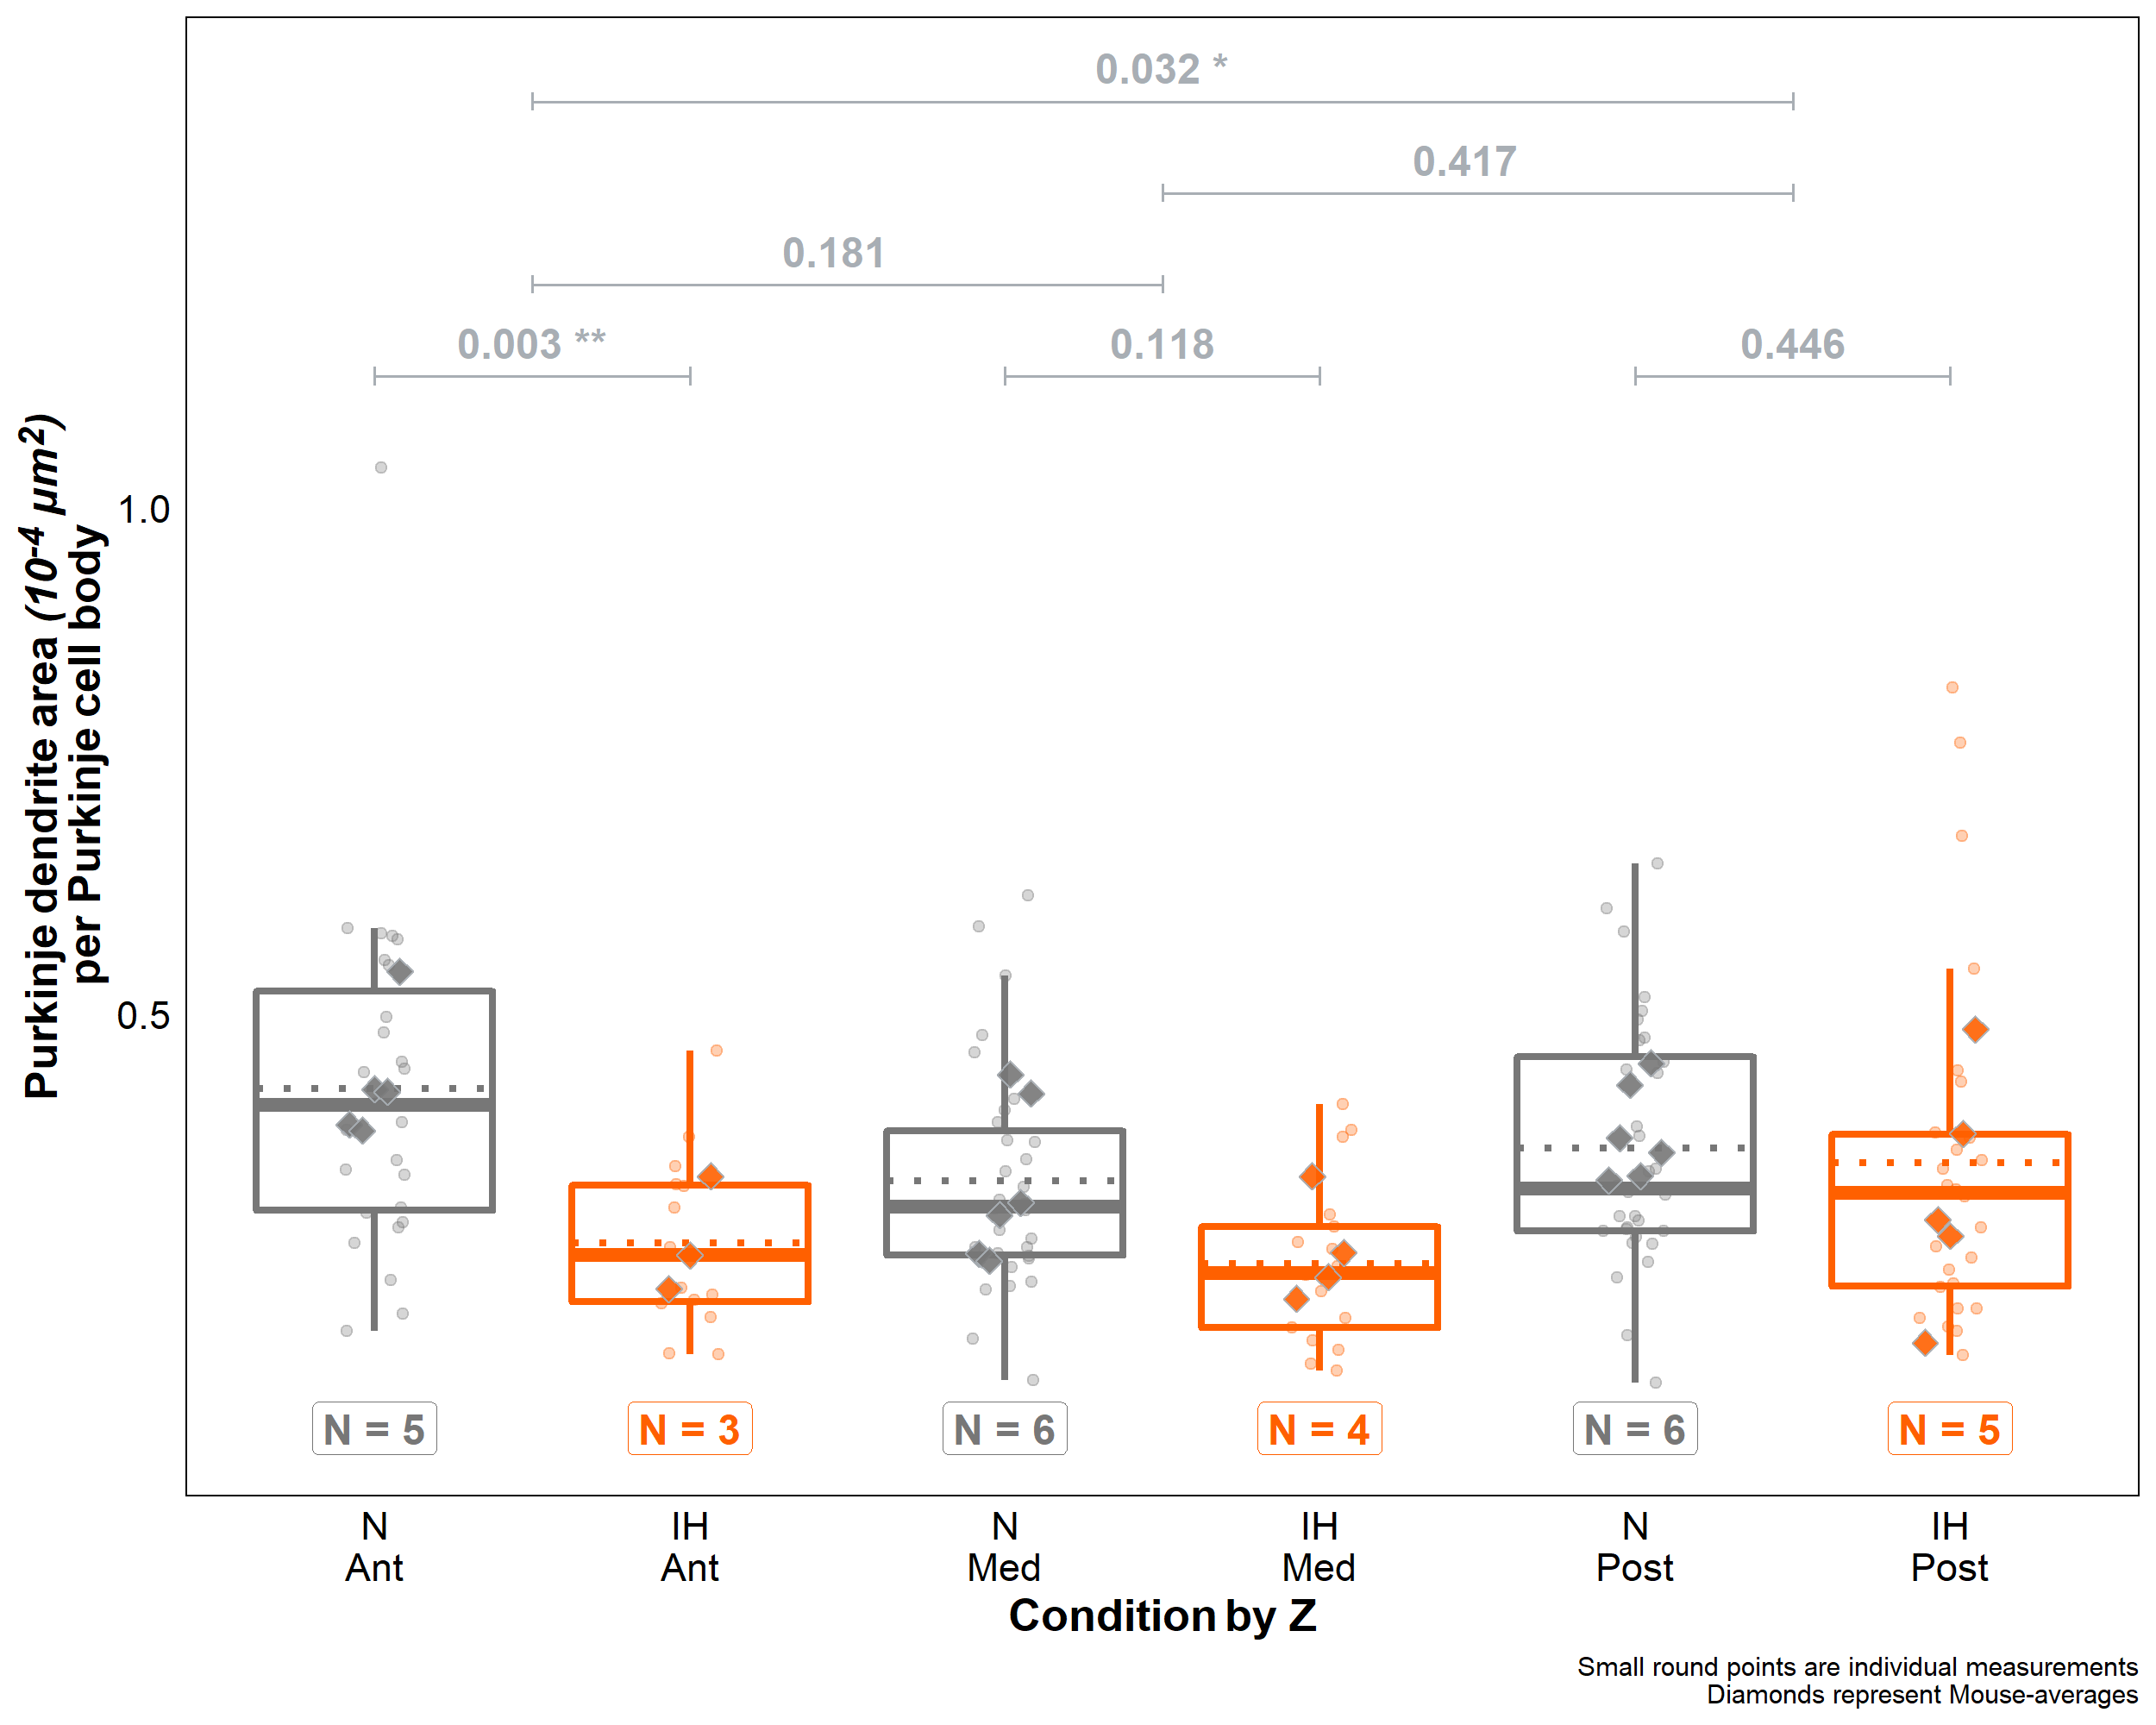 0.032 *
0.417
0.181
0.003 **
0.118
0.446
Purkinje dendrite area (10⁻⁴ µm²)
per Purkinje cell body
1.0
0.5
N = 5
N = 3
N = 6
N = 4
N = 6
N = 5
N
Ant
IH
Ant
N
Med
IH
Med
N
Post
IH
Post
Condition by Z
Small round points are individual measurements
Diamonds represent Mouse-averages